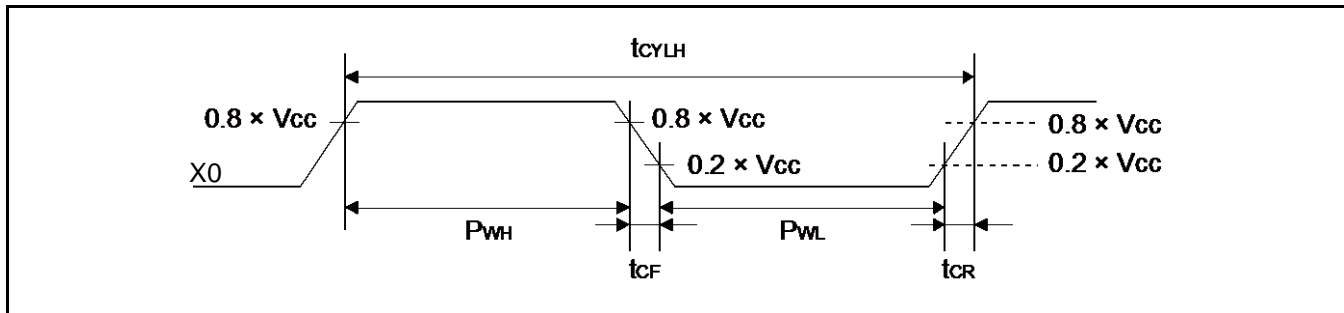 tCYLH
0.8 × VCC
0.8 × VCC
0.8 × VCC
0.2 × VCC
0.2 × VCC
X0
PWH
PWL
tCF
tCR